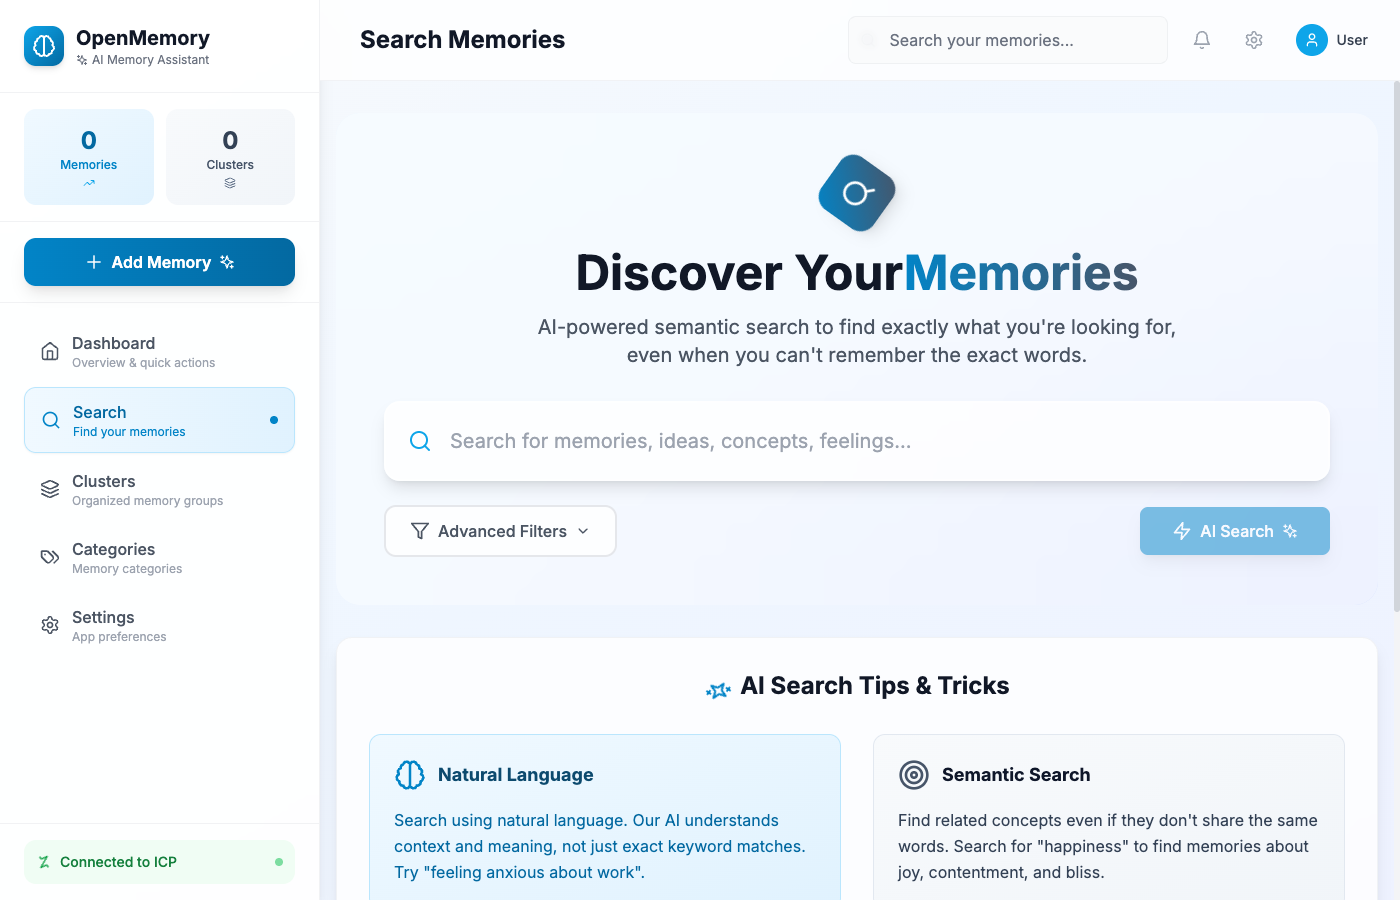 OpenMemory
AI Memory Assistant
0
Memories
0
Clusters
Add Memory
Dashboard
Overview & quick actions
Search
Find your memories
Clusters
Organized memory groups
Categories
Memory categories
Settings
App preferences
Connected to ICP
Search Memories
Search your memories...
User
Discover YourMemories
AI-powered semantic search to find exactly what you're looking for,
even when you can't remember the exact words.
Search for memories, ideas, concepts, feelings...
Advanced Filters
AI Search
AI Search Tips & Tricks
Natural Language
Search using natural language. Our AI understands
context and meaning, not just exact keyword matches.
Try "feeling anxious about work".
Semantic Search
Find related concepts even if they don't share the same
words. Search for "happiness" to find memories about
joy, contentment, and bliss.